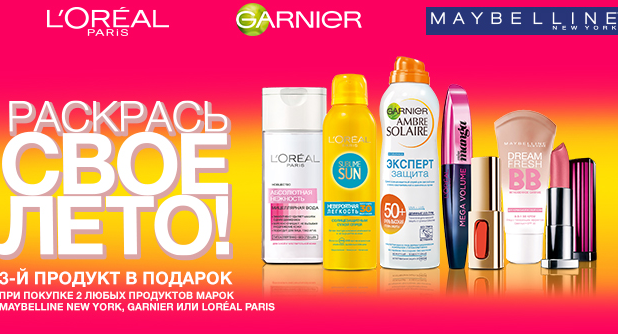 L'ORÉAL
PARIS
GARNIER
MAYBELLINE
NEW YORK
РАСКРАСЬ
СВОЕ
ЛЕТО!
3-Й ПРОДУКТ В ПОДАРОК
ПРИ ПОКУПКЕ 2 ЛЮБЫХ ПРОДУКТОВ МАРОК
MAYBELLINE NEW YORK, GARNIER ИЛИ LORÉAL PARIS
L'ORÉAL
PARIS
АБСОЛЮТНАЯ
НЕЖНОСТЬ
МИЦЕЛЛЯРНАЯ ВОДА
L'ORÉAL
PARIS
SUBLIME
SUN
НЕВЕРОЯТНАЯ
ЛЕГКОСТЬ
GARNIER
AMBRE
SOLAIRE
ЭКСПЕРТ
защита
50+
manga
MEGA VOLUME
MAYBELLINE
DREAM
FRESH
BB